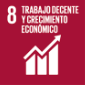 8 TRABAJO DECENTE
Y CRECIMIENTO
ECONÓMICO